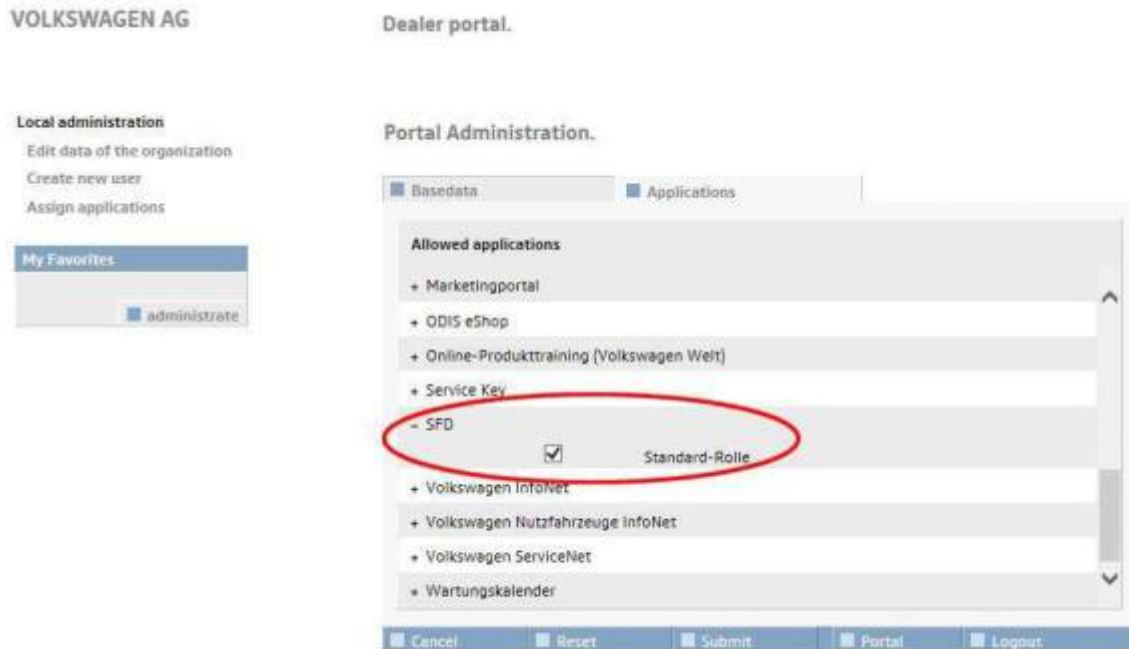 VOLKSWAGEN AG
Dealer portal.
Local administration
Edit data of the organization
Create new user
Assign applications
My Favorites
administrate
Portal Administration.
Basedata
Applications
Allowed applications
+ Marketingportal
+ ODIS eShop
+ Online-Produkttraining (Volkswagen Welt)
+ Service Key
- SFD
Standard-Rolle
+ Volkswagen InfoNet
+ Volkswagen Nutzfahrzeuge InfoNet
+ Volkswagen ServiceNet
+ Wartungskalender
Cancel
Reset
Submit
Portal
Logout